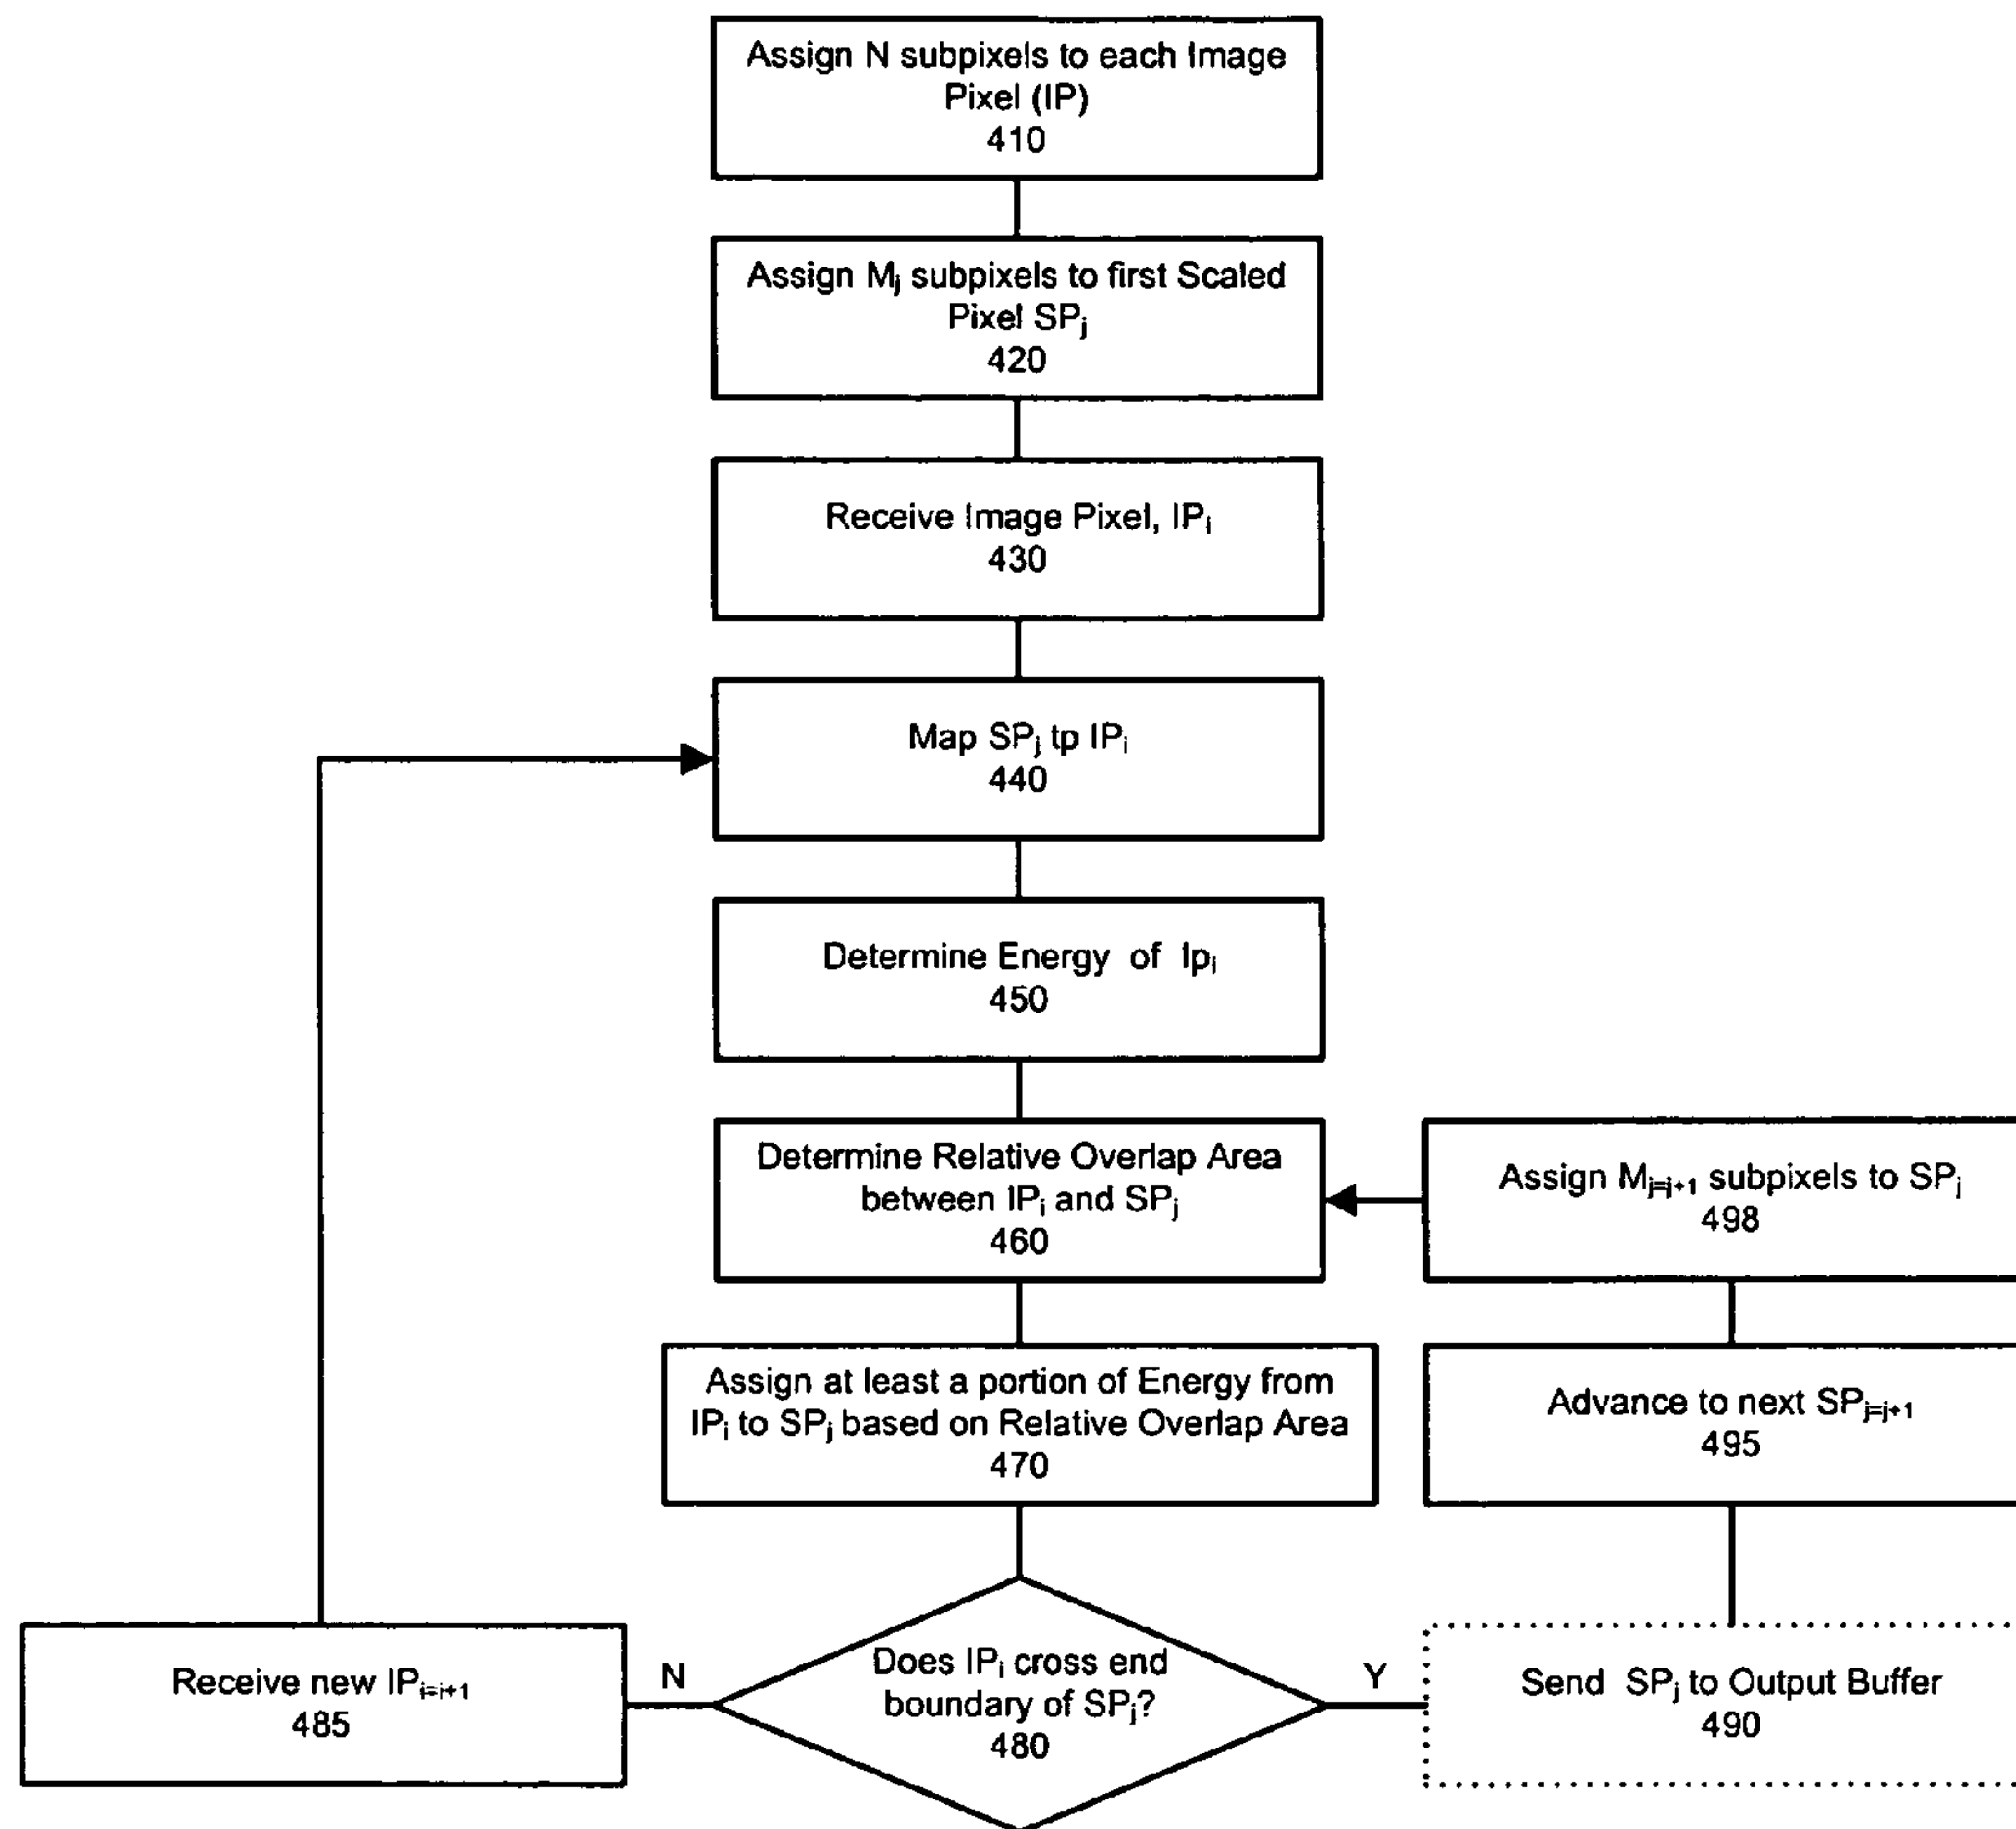 Assign N subpixels to each Image
Pixel (IP)
410
Assign Mj subpixels to first Scaled
Pixel SPj
420
Receive Image Pixel, IPi
430
Map SPj tp IPi
440
Determine Energy of Ipi
450
Determine Relative Overlap Area
between IPi and SPj
460
Assign Mj=j+1 subpixels to SPj
498
Assign at least a portion of Energy from
IPi to SPj based on Relative Overlap Area
470
Advance to next SPj=j+1
495
Receive new IPi=i+1
485
N
Does IPi cross end
boundary of SPj?
480
Y
Send SPj to Output Buffer
490